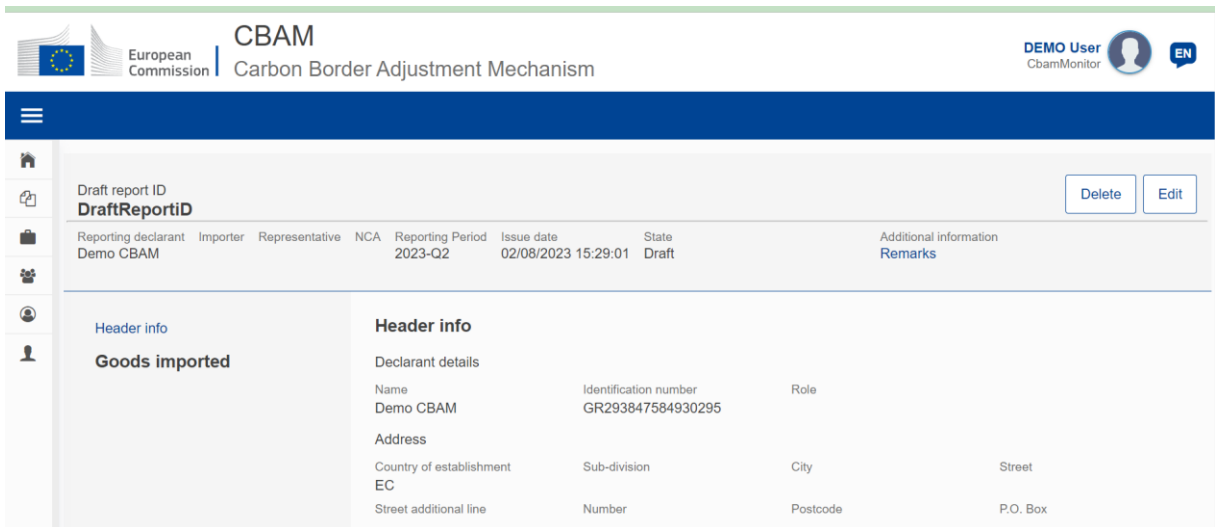 CBAM
Carbon Border Adjustment Mechanism
European
Commission
DEMO User
CbamMonitor
EN
Draft report ID
DraftReportiD
Delete Edit
Reporting declarant Importer Representative NCA Reporting Period Issue date State Additional information
Demo CBAM 2023-Q2 02/08/2023 15:29:01 Draft Remarks
Header info
Goods imported
Header info
Declarant details
Name Identification number Role
Demo CBAM GR293847584930295
Address
Country of establishment Sub-division City Street
EC
Street additional line Number Postcode P.O. Box